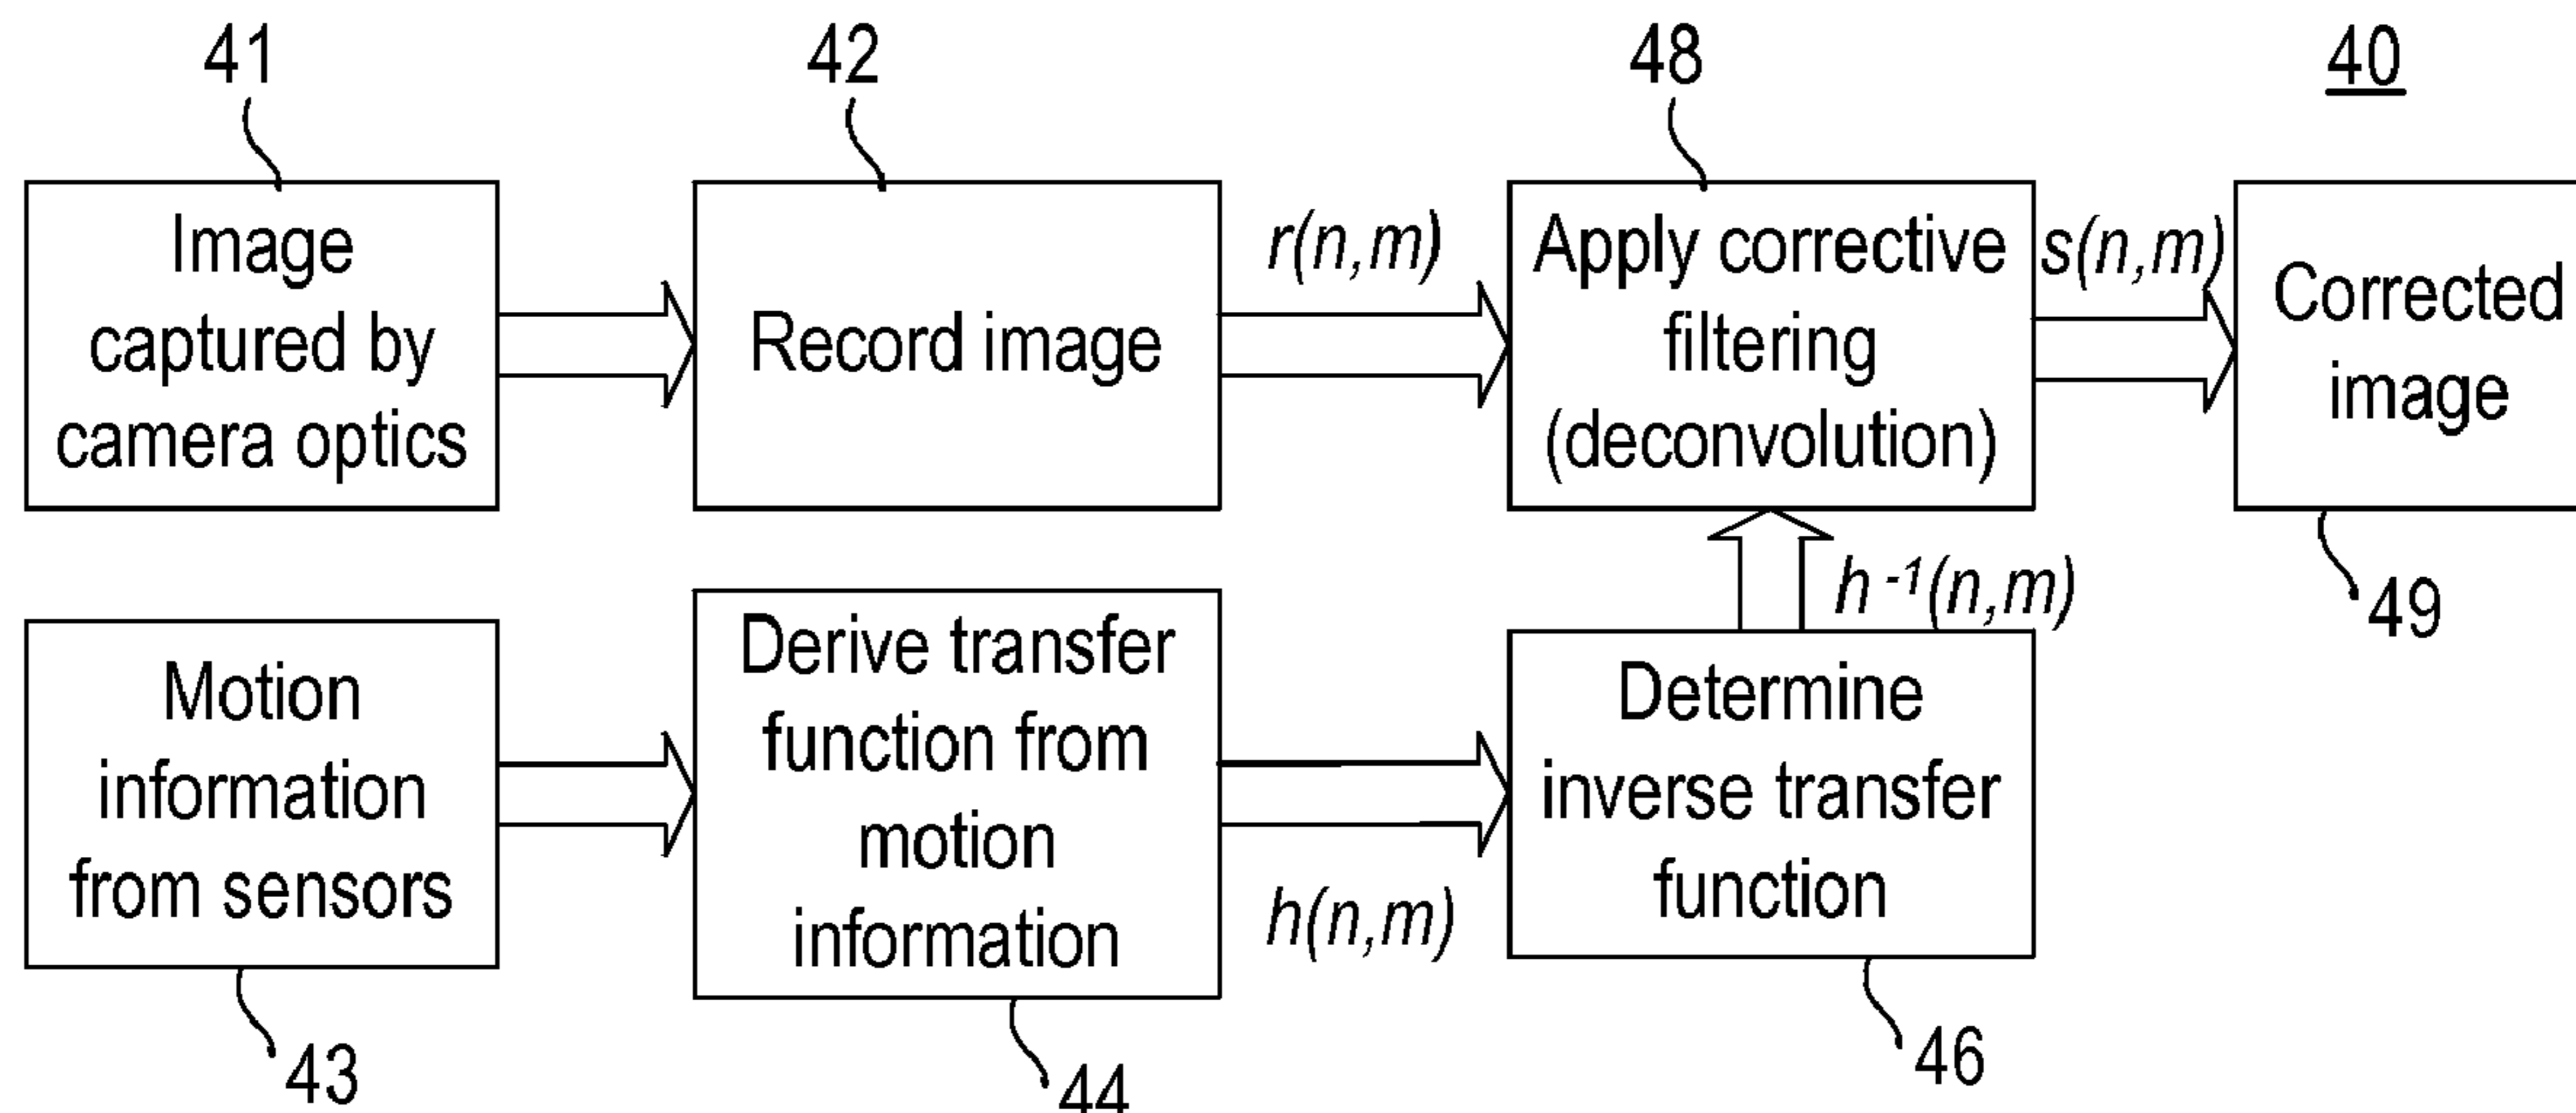 41
42
48
40
Image
captured by
camera optics
Record image
r(n,m)
Apply corrective
filtering
(deconvolution)
s(n,m)
Corrected
image
49
Motion
information
from sensors
43
Derive transfer
function from
motion
information
44
h(n,m)
Determine
inverse transfer
function
46
h⁻¹(n,m)